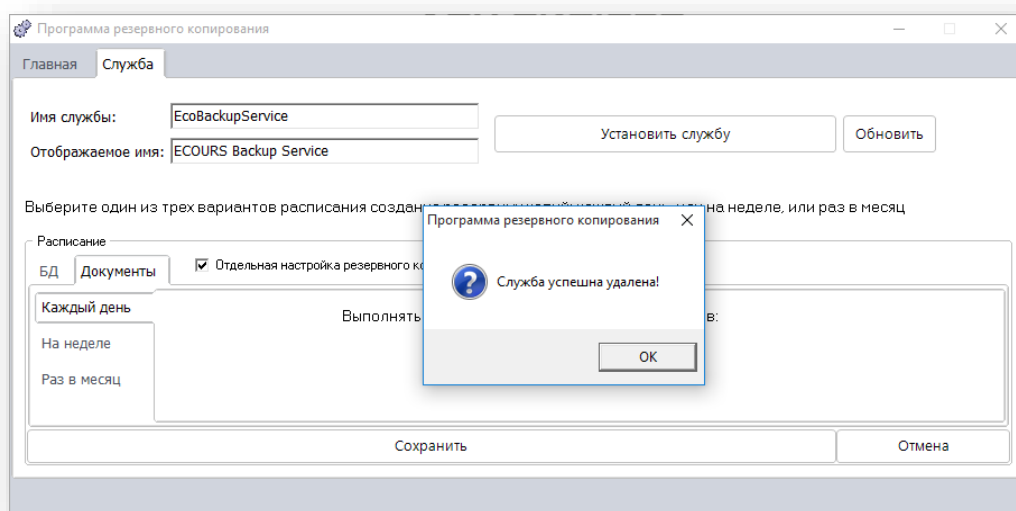 Программа резервного копирования
Главная Служба
Имя службы: EcoBackupService
Установить службу Обновить
Отображаемое имя: ECOURS Backup Service
Выберите один из трех вариантов расписания создания на неделе, или раз в месяц
Программа резервного копирования
Расписание
БД Документы Отдельная настройка резервного
Служба успешна удалена!
Каждый день
Выполнять в:
На неделе
OK
Раз в месяц
Сохранить Отмена